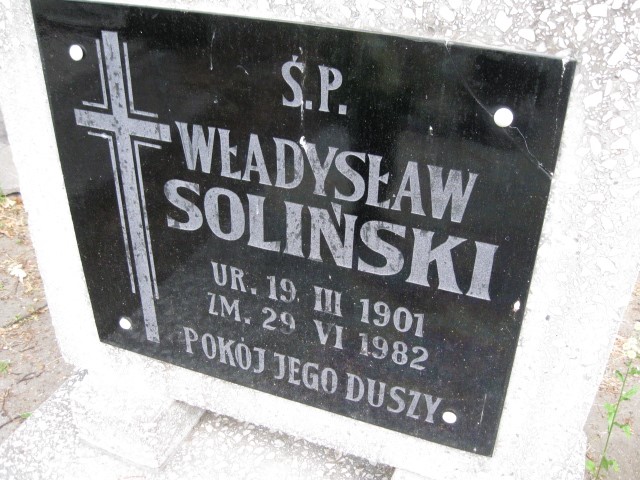 Ś.P.
WŁADYSŁAW
SOLIŃSKI
UR. 19 III 1901
ZM. 29 VI 1982
POKÓJ JEGO DUSZY